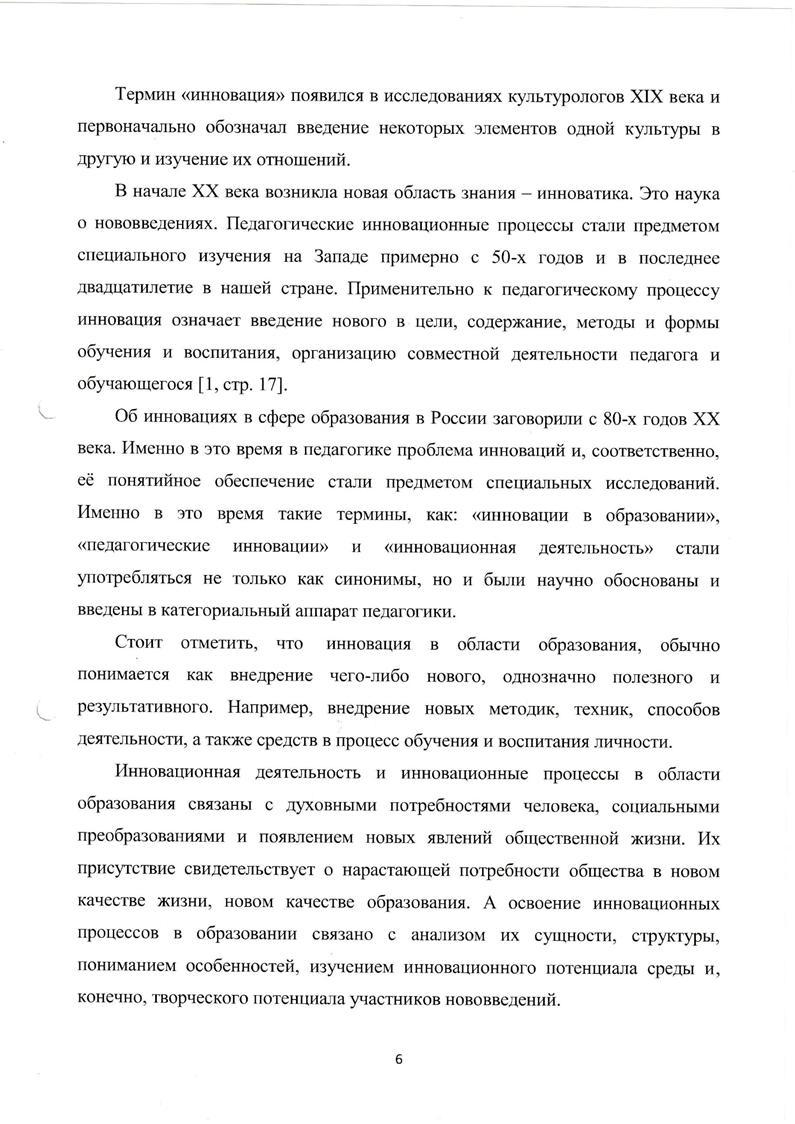 Термин «инновация» появился в исследованиях культурологов XIX века и
первоначально обозначал введение некоторых элементов одной культуры в
другую и изучение их отношений.
В начале XX века возникла новая область знания – инноватика. Это наука
о нововведениях. Педагогические инновационные процессы стали предметом
специального изучения на Западе примерно с 50-х годов и в последнее
двадцатилетие в нашей стране. Применительно к педагогическому процессу
инновация означает введение нового в цели, содержание, методы и формы
обучения и воспитания, организацию совместной деятельности педагога и
обучающегося [1, стр. 17].
Об инновациях в сфере образования в России заговорили с 80-х годов XX
века. Именно в это время в педагогике проблема инноваций и, соответственно,
её понятийное обеспечение стали предметом специальных исследований.
Именно в это время такие термины, как: «инновации в образовании»,
«педагогические инновации» и «инновационная деятельность» стали
употребляться не только как синонимы, но и были научно обоснованы и
введены в категориальный аппарат педагогики.
Стоит отметить, что инновация в области образования, обычно
понимается как внедрение чего-либо нового, однозначно полезного и
результативного. Например, внедрение новых методик, техник, способов
деятельности, а также средств в процесс обучения и воспитания личности.
Инновационная деятельность и инновационные процессы в области
образования связаны с духовными потребностями человека, социальными
преобразованиями и появлением новых явлений общественной жизни. Их
присутствие свидетельствует о нарастающей потребности общества в новом
качестве жизни, новом качестве образования. А освоение инновационных
процессов в образовании связано с анализом их сущности, структуры,
пониманием особенностей, изучением инновационного потенциала среды и,
конечно, творческого потенциала участников нововведений.
6